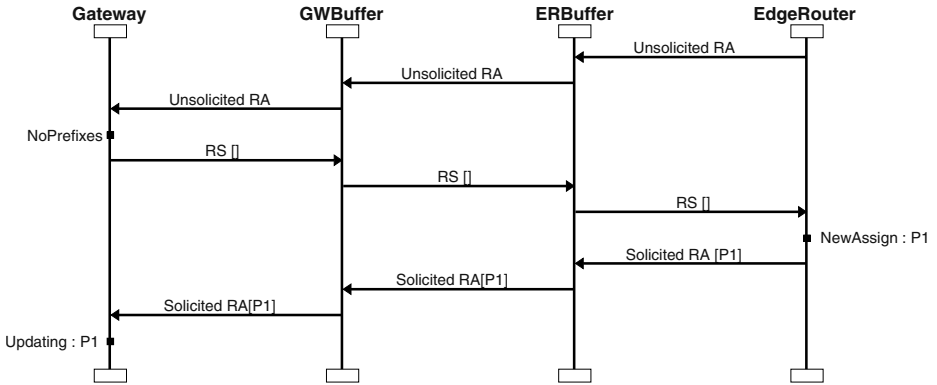 Gateway GWBuffer ERBuffer EdgeRouter
Unsolicited RA
Unsolicited RA
Unsolicited RA
NoPrefixes
RS []
RS []
RS []
NewAssign : P1
Solicited RA [P1]
Solicited RA[P1]
Solicited RA[P1]
Updating : P1